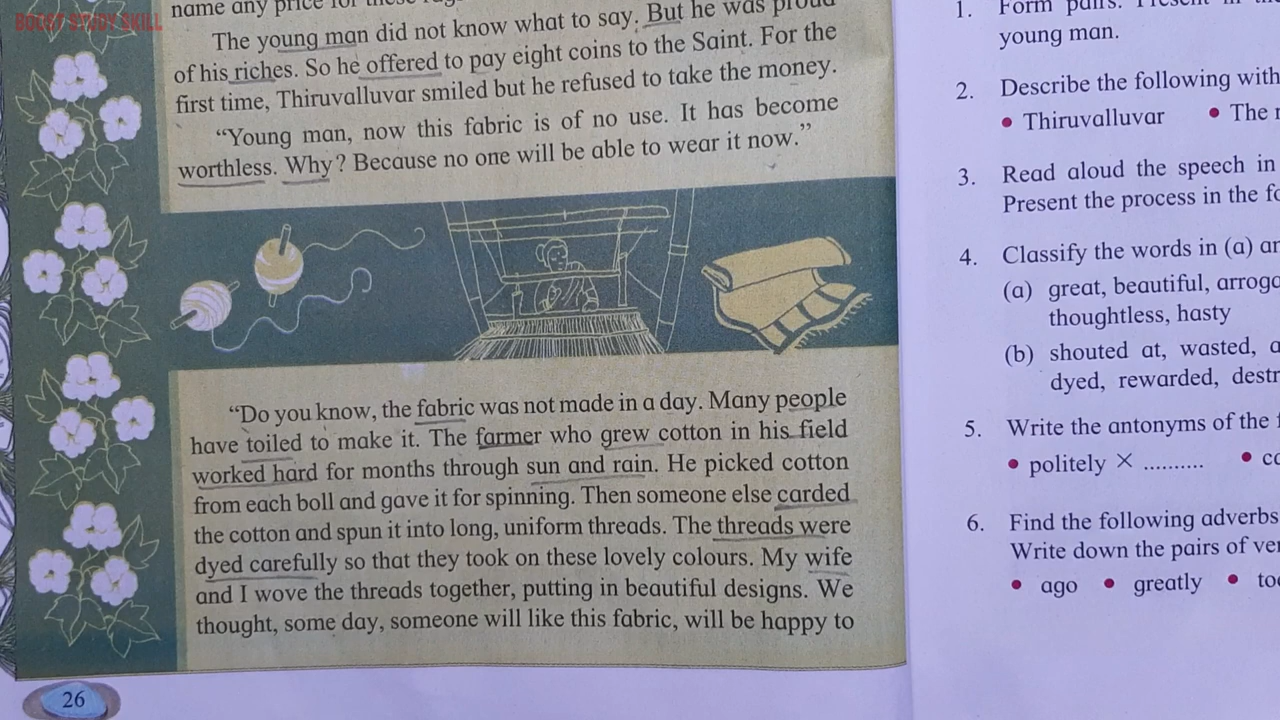 BOOST STUDY SKILL
name any price for these
The young man did not know what to say. But he was proud
of his riches. So he offered to pay eight coins to the Saint. For the
first time, Thiruvalluvar smiled but he refused to take the money.
“Young man, now this fabric is of no use. It has become
worthless. Why? Because no one will be able to wear it now.”
“Do you know, the fabric was not made in a day. Many people
have toiled to make it. The farmer who grew cotton in his field
worked hard for months through sun and rain. He picked cotton
from each boll and gave it for spinning. Then someone else carded
the cotton and spun it into long, uniform threads. The threads were
dyed carefully so that they took on these lovely colours. My wife
and I wove the threads together, putting in beautiful designs. We
thought, some day, someone will like this fabric, will be happy to
26
1. Form pairs. Present in the
young man.
2. Describe the following with
• Thiruvalluvar • The
3. Read aloud the speech in
Present the process in the
4. Classify the words in (a)
(a) great, beautiful,
thoughtless, hasty
(b) shouted at, wasted,
dyed, rewarded,
5. Write the antonyms of the
• politely × ..........
6. Find the following adverbs
Write down the pairs of
• ago • greatly •